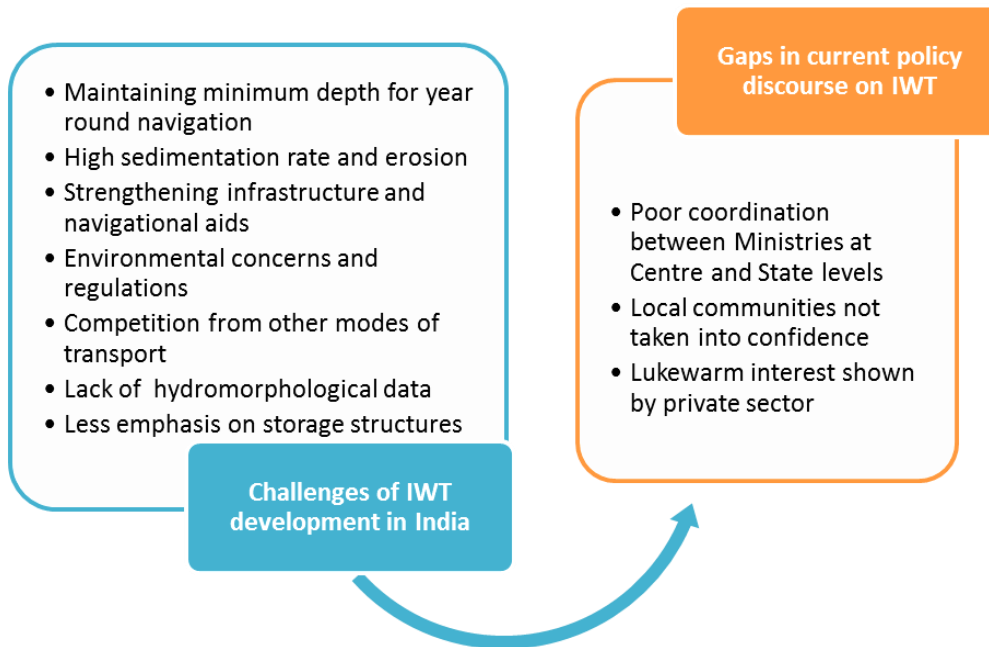 • Maintaining minimum depth for year
round navigation
• High sedimentation rate and erosion
• Strengthening infrastructure and
navigational aids
• Environmental concerns and
regulations
• Competition from other modes of
transport
• Lack of hydromorphological data
• Less emphasis on storage structures
Challenges of IWT
development in India
Gaps in current policy
discourse on IWT
• Poor coordination
between Ministries at
Centre and State levels
• Local communities not
taken into confidence
• Lukewarm interest shown
by private sector